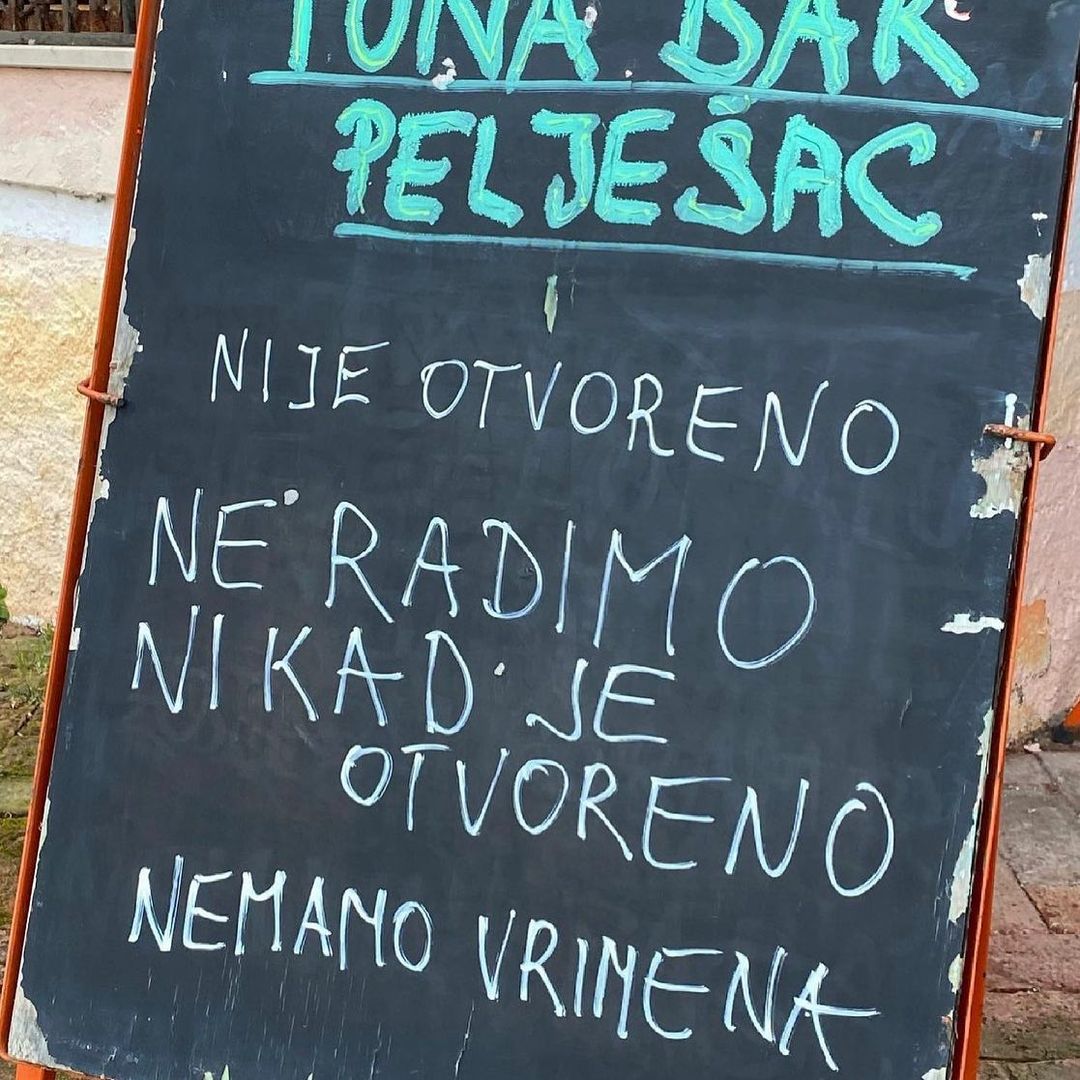 TUNA BAR
PELJEŠAC
NIJE OTVORENO
NE RADIMO
NIKAD JE
OTVORENO
NEMAMO VRIMENA